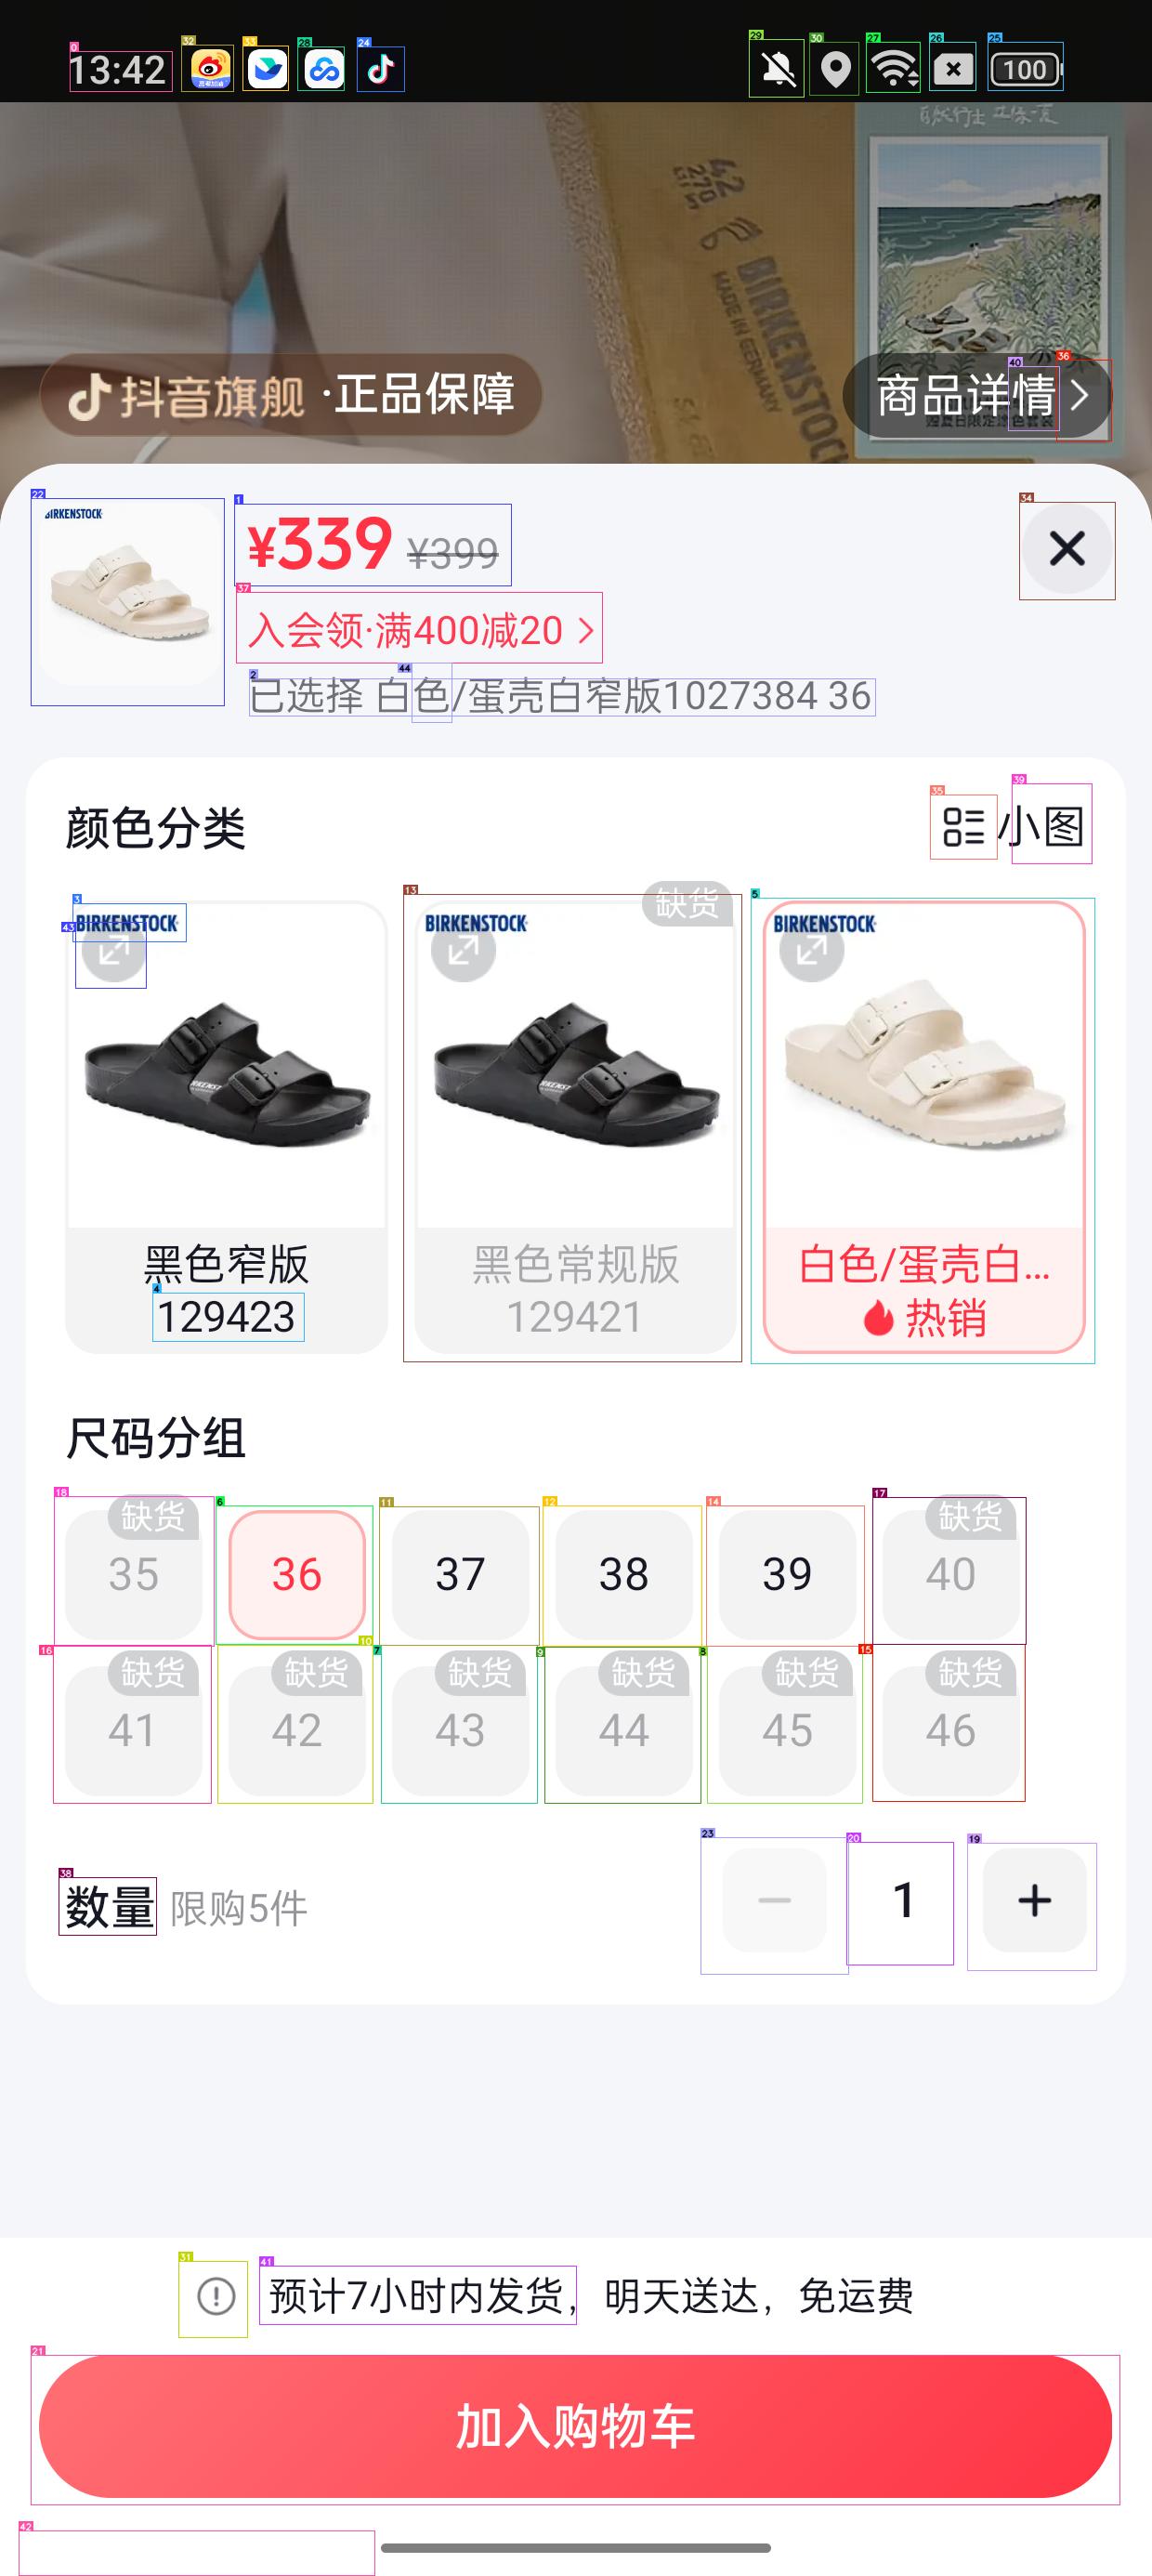 13:42
100
42
270
MADE IN GERMANY
BIRKENSTOCK
抖音旗舰 ·正品保障
商品详情
BIRKENSTOCK
¥339 ¥399
入会领·满400减20
已选择 白色/蛋壳白窄版1027384 36
颜色分类
小图
BIRKENSTOCK
BIRKENSTOCK
缺货
BIRKENSTOCK
黑色窄版
129423
黑色常规版
129421
白色/蛋壳白...
热销
尺码分组
缺货 缺货
35 36 37 38 39 40
缺货 缺货 缺货 缺货 缺货 缺货
41 42 43 44 45 46
数量 限购5件
1
预计7小时内发货，明天送达，免运费
加入购物车